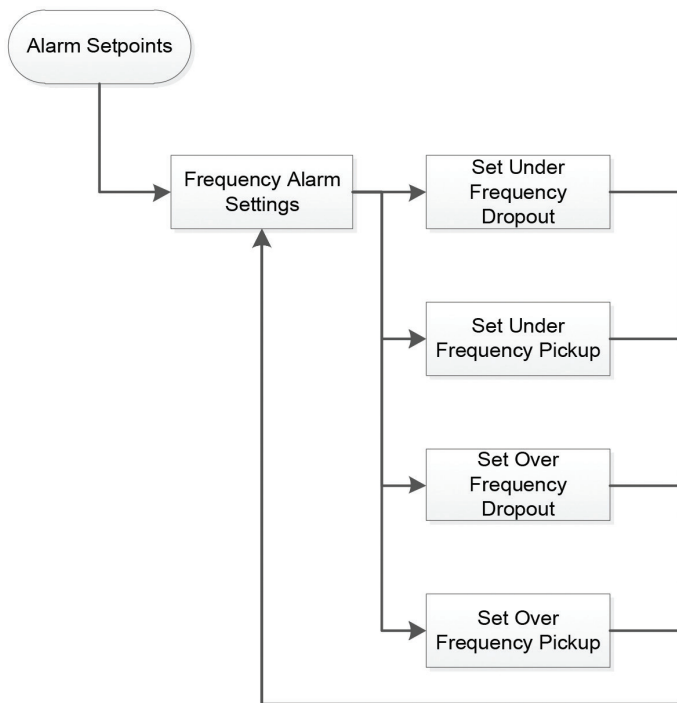 Alarm Setpoints
Frequency Alarm
Settings
Set Under
Frequency
Dropout
Set Under
Frequency Pickup
Set Over
Frequency
Dropout
Set Over
Frequency Pickup